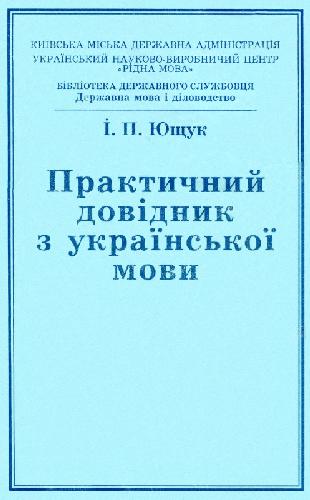 КИЇВСЬКА МІСЬКА ДЕРЖАВНА АДМІНІСТРАЦІЯ
УКРАЇНСЬКИЙ НАУКОВО-ВИРОБНИЧИЙ ЦЕНТР
«РІДНА МОВА»
БІБЛІОТЕКА ДЕРЖАВНОГО СЛУЖБОВЦЯ
Державна мова і діловодство
І. П. Ющук
Практичний
довідник
з української
мови